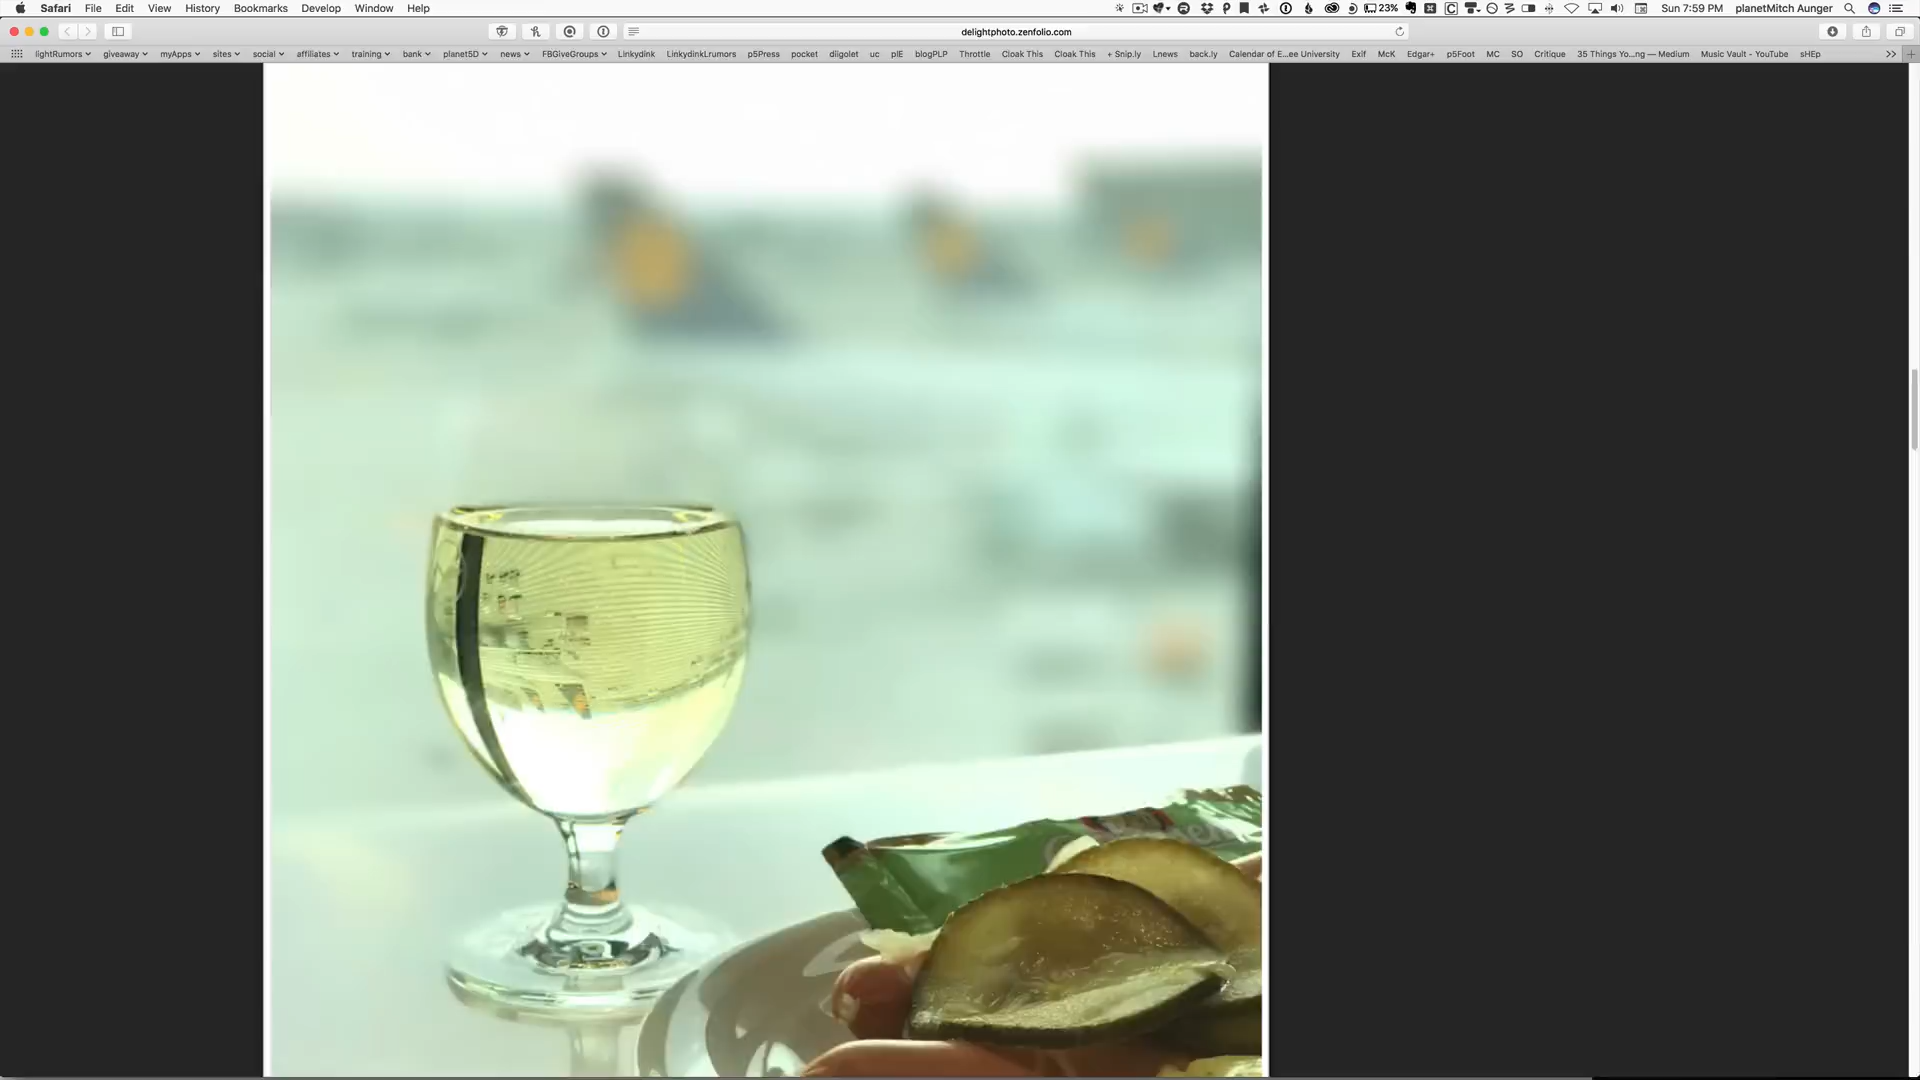 Safari File Edit View History Bookmarks Develop Window Help 23% Sun 7:59 PM planetMitch Aunger
delightphoto.zenfolio.com
lightRumors giveaway myApps sites social affiliates training bank planet5D news FBGiveGroups Linkydink LinkydinkLrumors p5Press pocket diigolet uc plE blogPLP Throttle Cloak This Cloak This + Snip.ly Lnews back.ly Calendar of E...ee University Exif McK Edgar+ p5Foot MC SO Critique 35 Things Yo...ng — Medium Music Vault - YouTube sHEp